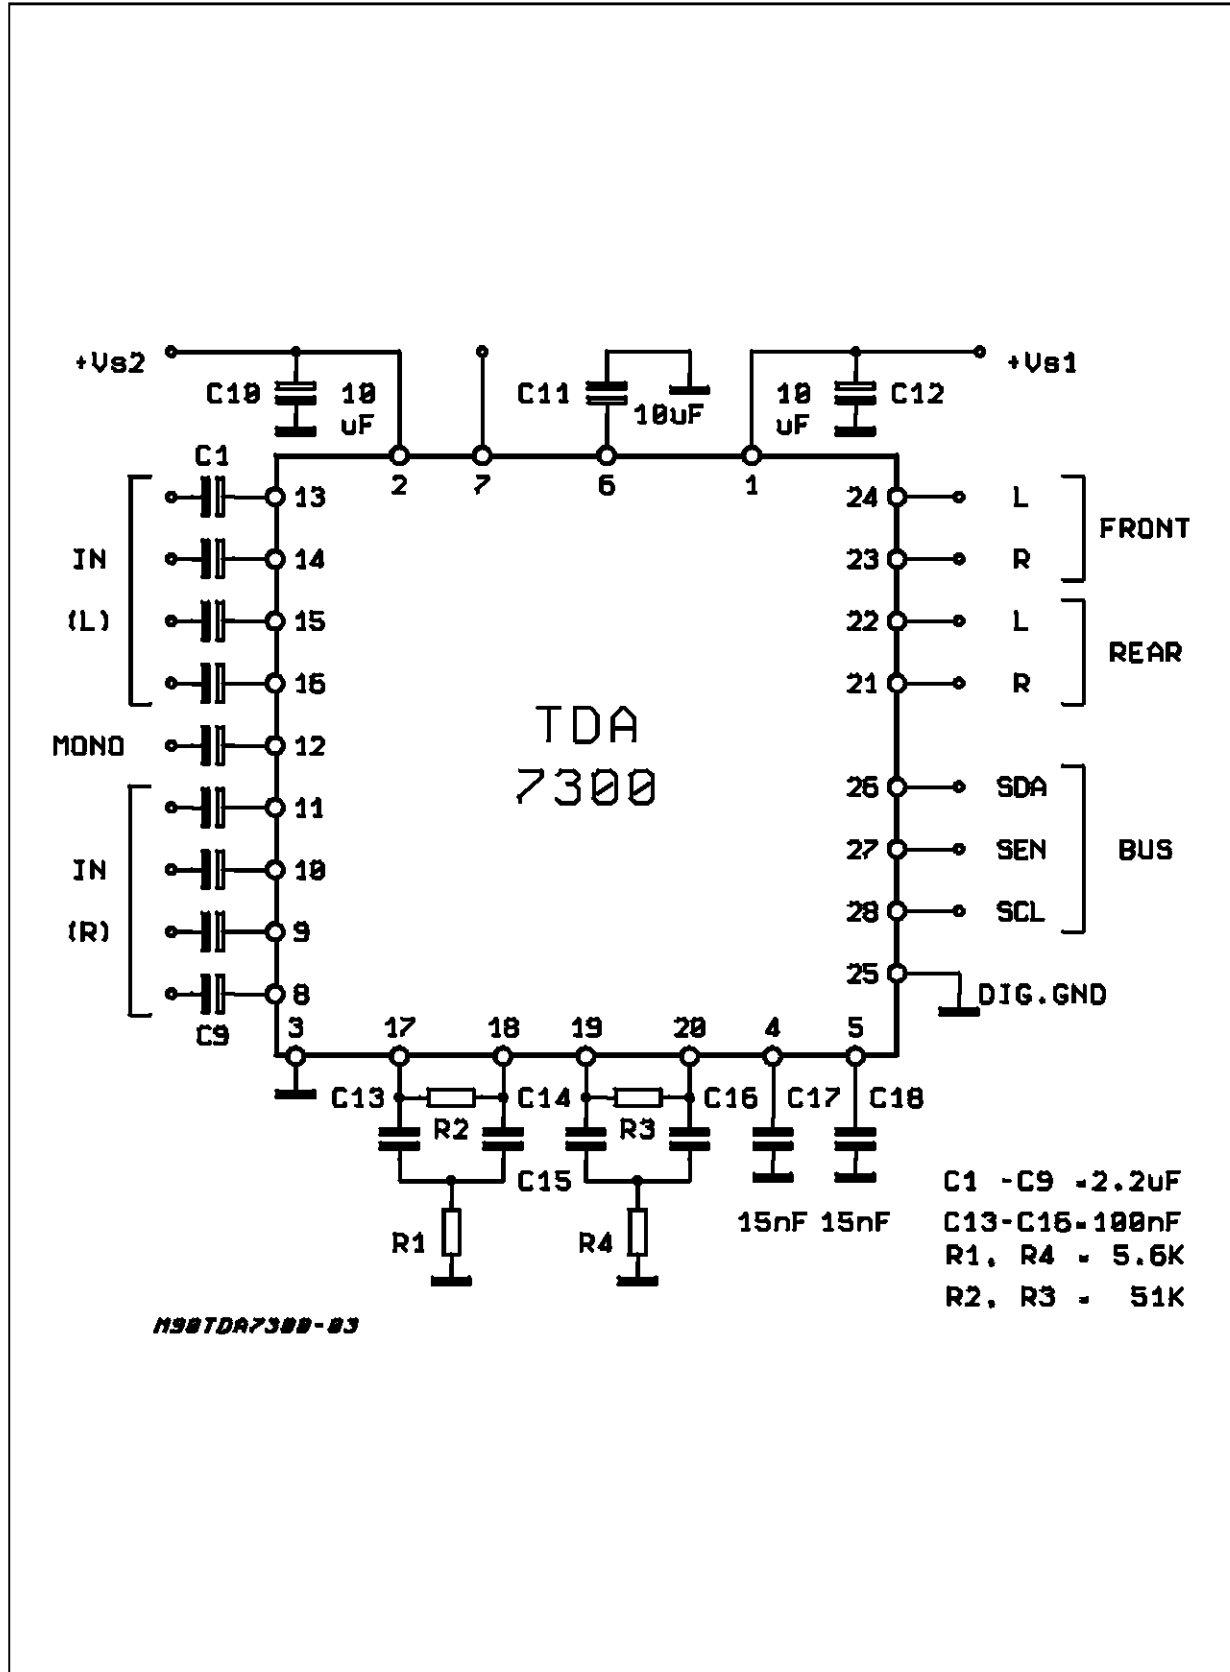 +Vs2
C10
10
uF
C11
10uF
10
uF
C12
+Vs1
C1
2
7
6
1
13
14
15
16
12
11
10
9
8
IN
(L)
MONO
IN
(R)
C9
TDA
7300
24
L
23
R
FRONT
22
L
21
R
REAR
26
SDA
27
SEN
28
SCL
BUS
25
DIG.GND
3
17
18
19
20
4
5
C13
R2
C14
R3
C16
C17
C18
C15
R1
R4
15nF
15nF
C1 -C9 =2.2uF
C13-C16=100nF
R1, R4 = 5.6K
R2, R3 = 51K
M90TDA7300-03